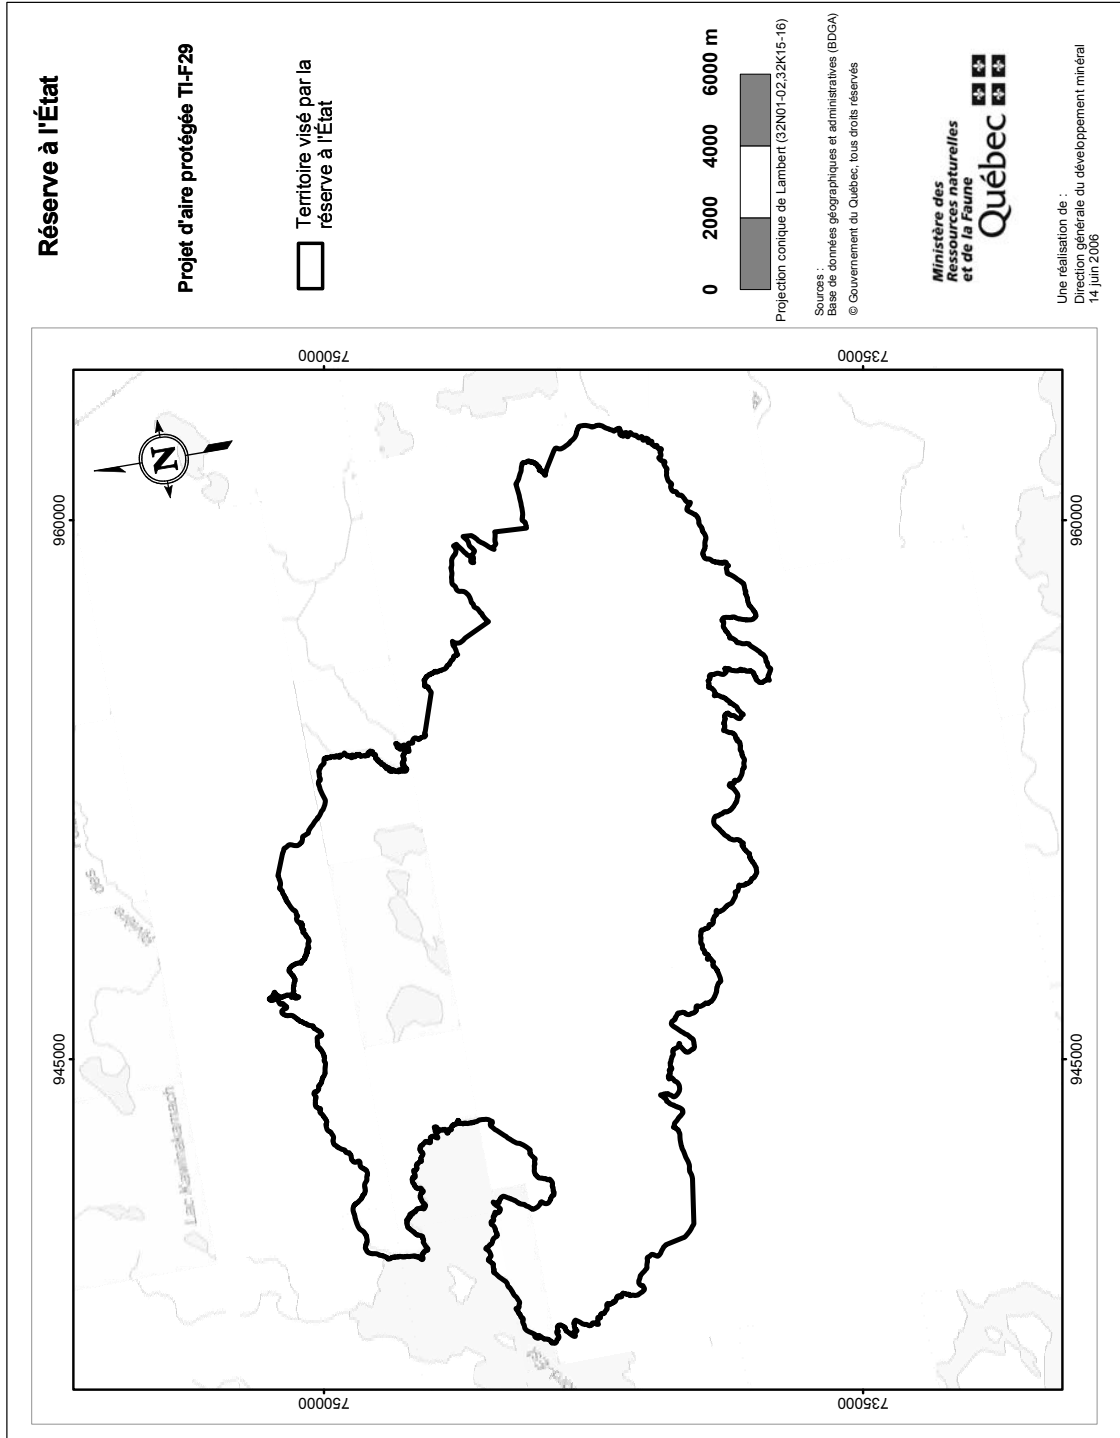 Réserve à l'État
Projet d'aire protégée TI-F29
Territoire visé par la
réserve à l'État
0 2000 4000 6000 m
Projection conique de Lambert (32N01-02,32K15-16)
Sources :
Base de données géographiques et administratives (BDGA)
© Gouvernement du Québec, tous droits réservés
Ministère des
Ressources naturelles
et de la Faune
Québec
Une réalisation de :
Direction générale du développement minéral
14 juin 2006
945000
960000
750000
750000
N
Rivière
des
Lac Kawinakamach
735000
735000
945000
960000